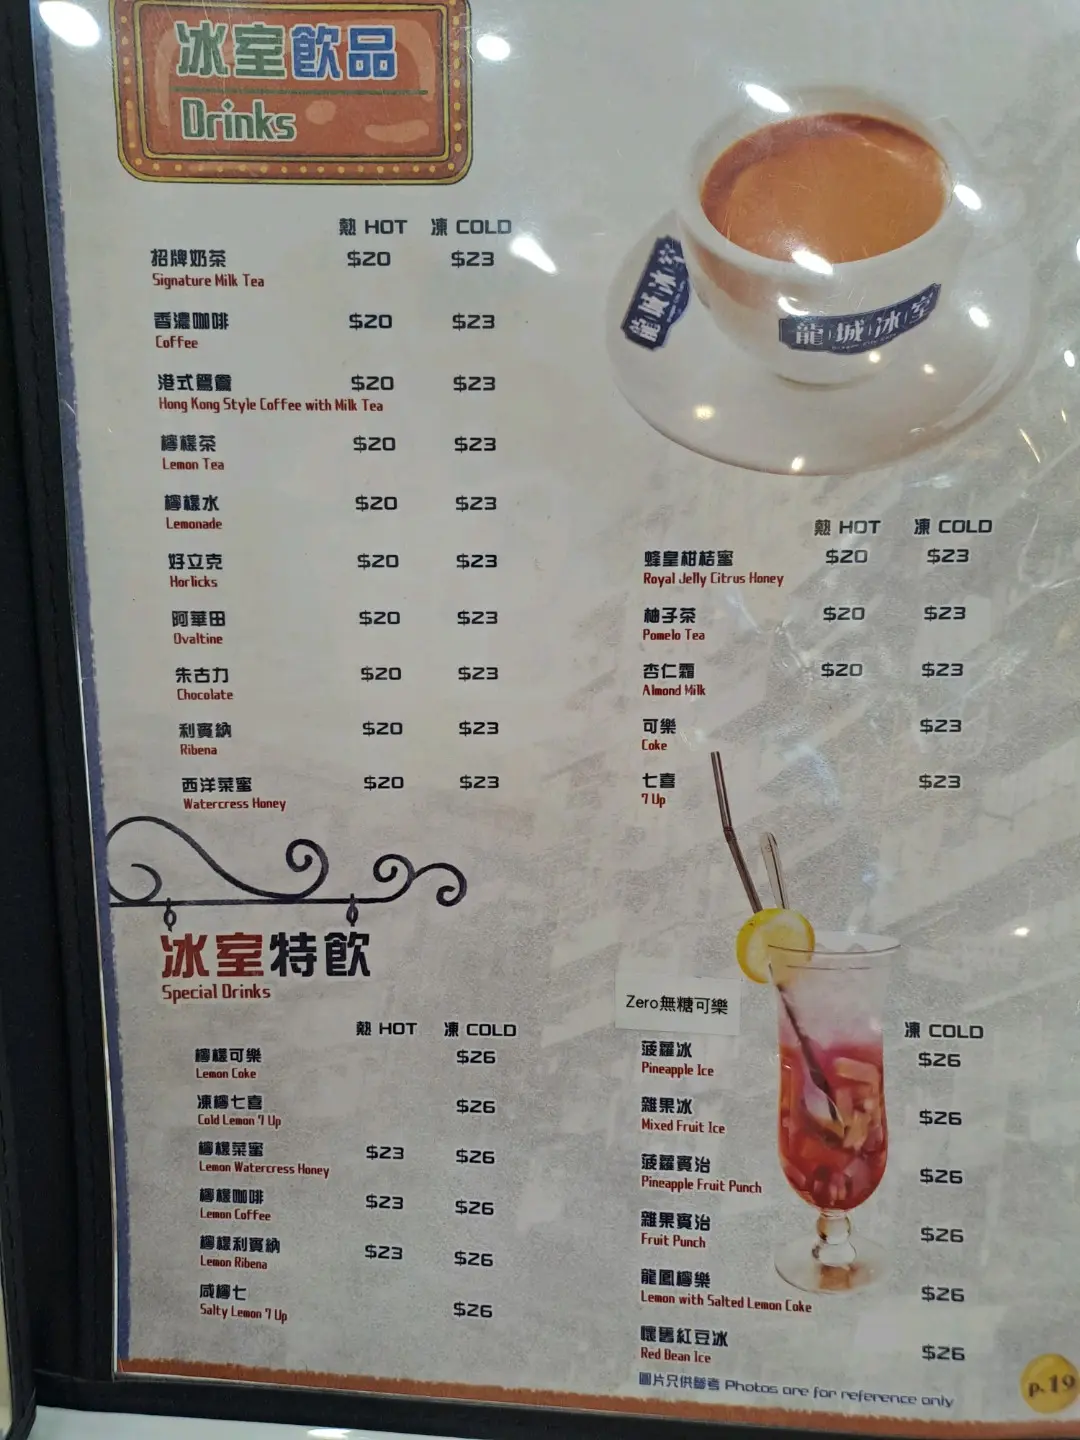 冰室飲品
Drinks
熱 HOT 凍 COLD
招牌奶茶 $20 $23
Signature Milk Tea
香濃咖啡 $20 $23
Coffee
港式鴛鴦 $20 $23
Hong Kong Style Coffee with Milk Tea
檸檬茶 $20 $23
Lemon Tea
檸檬水 $20 $23
Lemonade
好立克 $20 $23
Horlicks
阿華田 $20 $23
Ovaltine
朱古力 $20 $23
Chocolate
利賓納 $20 $23
Ribena
西洋菜蜜 $20 $23
Watercress Honey
龍城冰室
龍城冰室
熱 HOT 凍 COLD
蜂皇柑桔蜜 $20 $23
Royal Jelly Citrus Honey
柚子茶 $20 $23
Pomelo Tea
杏仁霜 $20 $23
Almond Milk
可樂 $23
Coke
七喜 $23
7 Up
冰室特飲
Special Drinks
熱 HOT 凍 COLD
檸檬可樂 $26
Lemon Coke
凍檸七喜 $26
Cold Lemon 7 Up
檸檬菜蜜 $23 $26
Lemon Watercress Honey
檸檬咖啡 $23 $26
Lemon Coffee
檸檬利賓納 $23 $26
Lemon Ribena
咸檸七 $26
Salty Lemon 7 Up
Zero無糖可樂
凍 COLD
菠蘿冰 $26
Pineapple Ice
雜果冰 $26
Mixed Fruit Ice
菠蘿賓治 $26
Pineapple Fruit Punch
雜果賓治 $26
Fruit Punch
龍鳳檸樂 $26
Lemon with Salted Lemon Coke
懷舊紅豆冰 $26
Red Bean Ice
圖片只供參考 Photos are for reference only
p.19